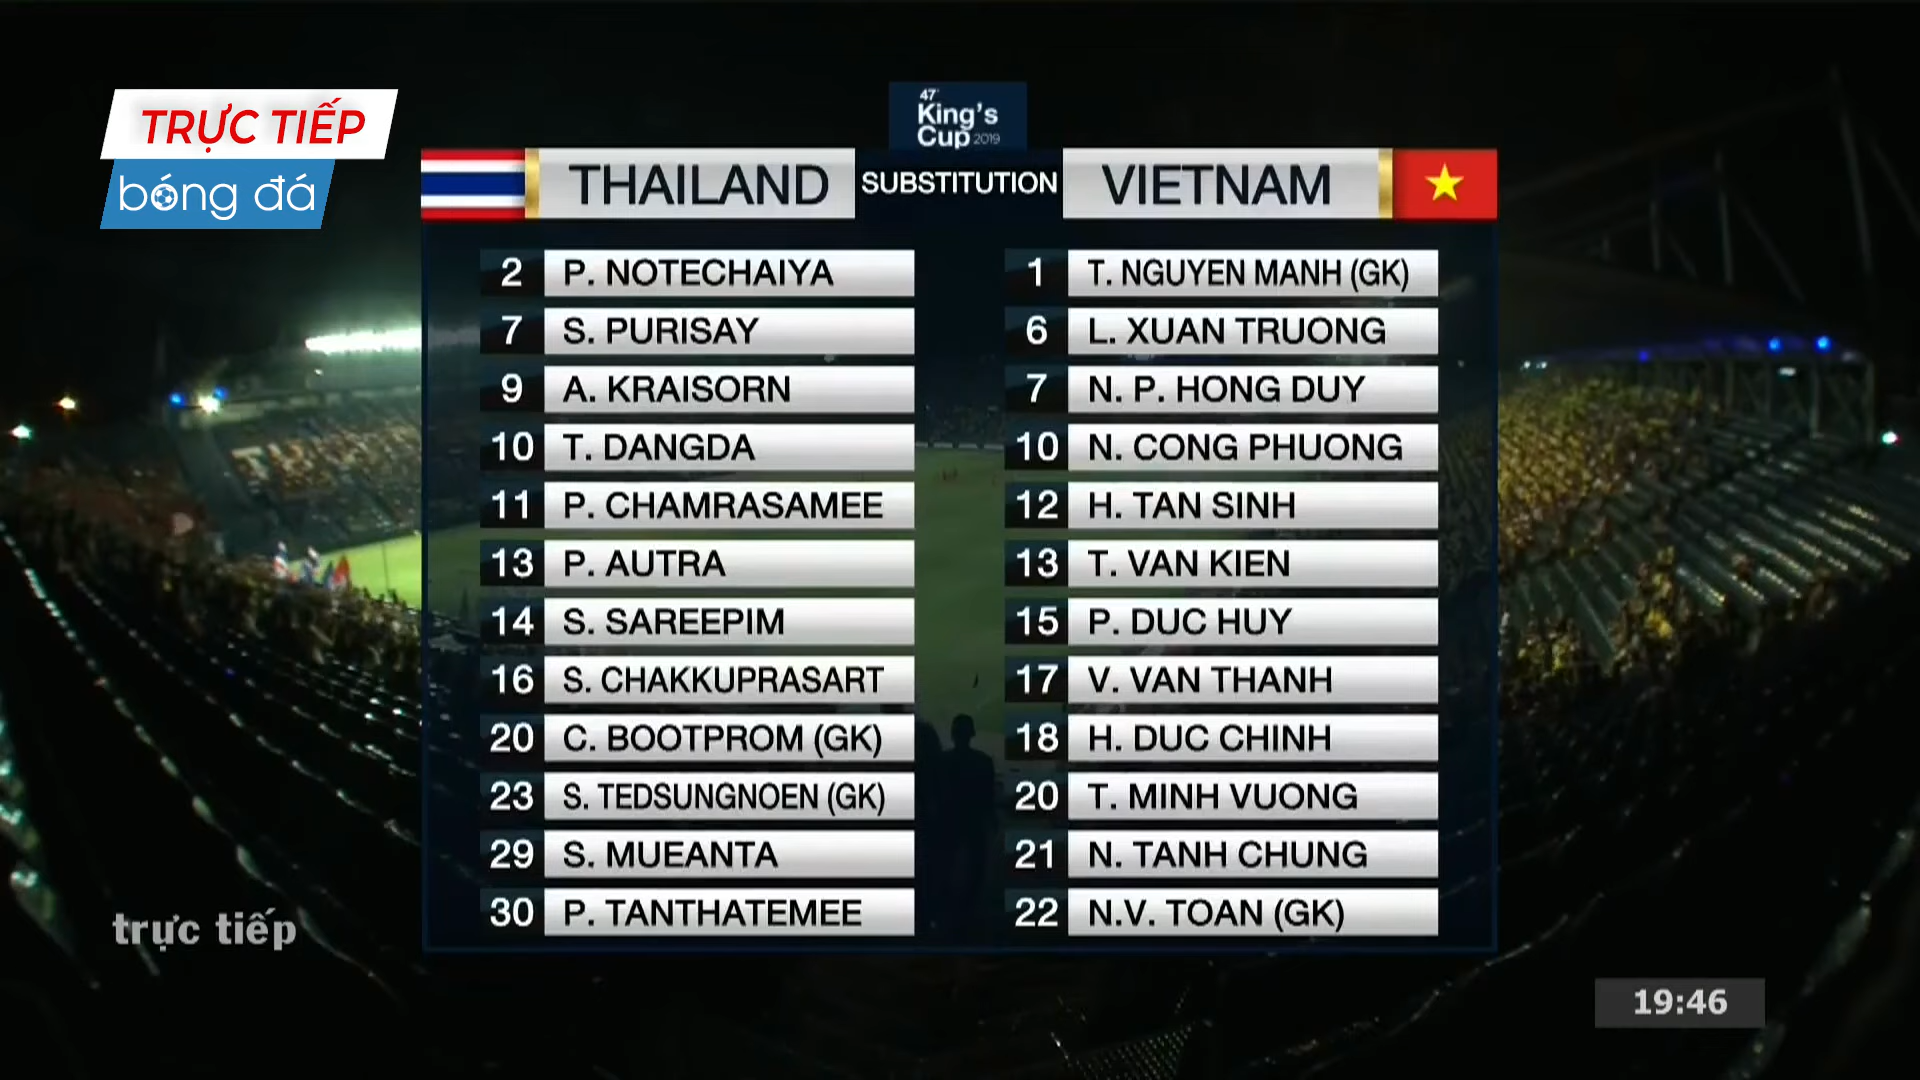 TRỰC TIẾP
bóng đá
47
King's
Cup 2019
THAILAND
SUBSTITUTION
VIETNAM
2 P. NOTECHAIYA
7 S. PURISAY
9 A. KRAISORN
10 T. DANGDA
11 P. CHAMRASAMEE
13 P. AUTRA
14 S. SAREEPIM
16 S. CHAKKUPRASART
20 C. BOOTPROM (GK)
23 S. TEDSUNGNOEN (GK)
29 S. MUEANTA
30 P. TANTHATEMEE
1 T. NGUYEN MANH (GK)
6 L. XUAN TRUONG
7 N. P. HONG DUY
10 N. CONG PHUONG
12 H. TAN SINH
13 T. VAN KIEN
15 P. DUC HUY
17 V. VAN THANH
18 H. DUC CHINH
20 T. MINH VUONG
21 N. TANH CHUNG
22 N.V. TOAN (GK)
trực tiếp
19:46